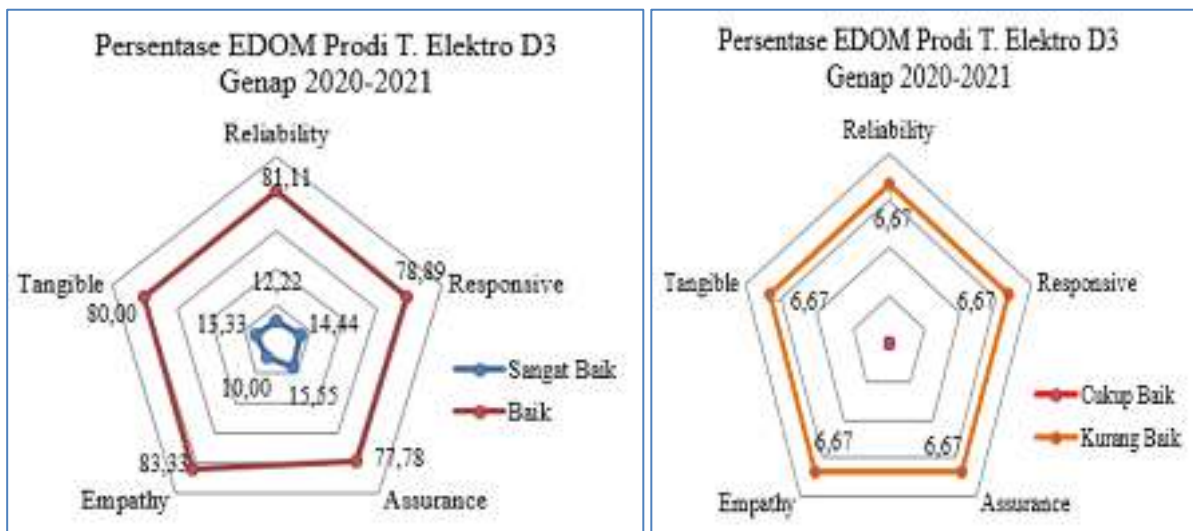 Persentase EDOM Prodi T. Elektro D3
Genap 2020-2021
Reliability
81,11
12,22
Tangible
78,89
Responsive
80,00
13,33
14,44
10,00
15,55
83,33
77,78
Empathy
Assurance
Sangat Baik
Baik
Persentase EDOM Prodi T. Elektro D3
Genap 2020-2021
Reliability
6,67
Tangible
6,67
6,67
Responsive
6,67
6,67
Empathy
Assurance
Cukup Baik
Kurang Baik